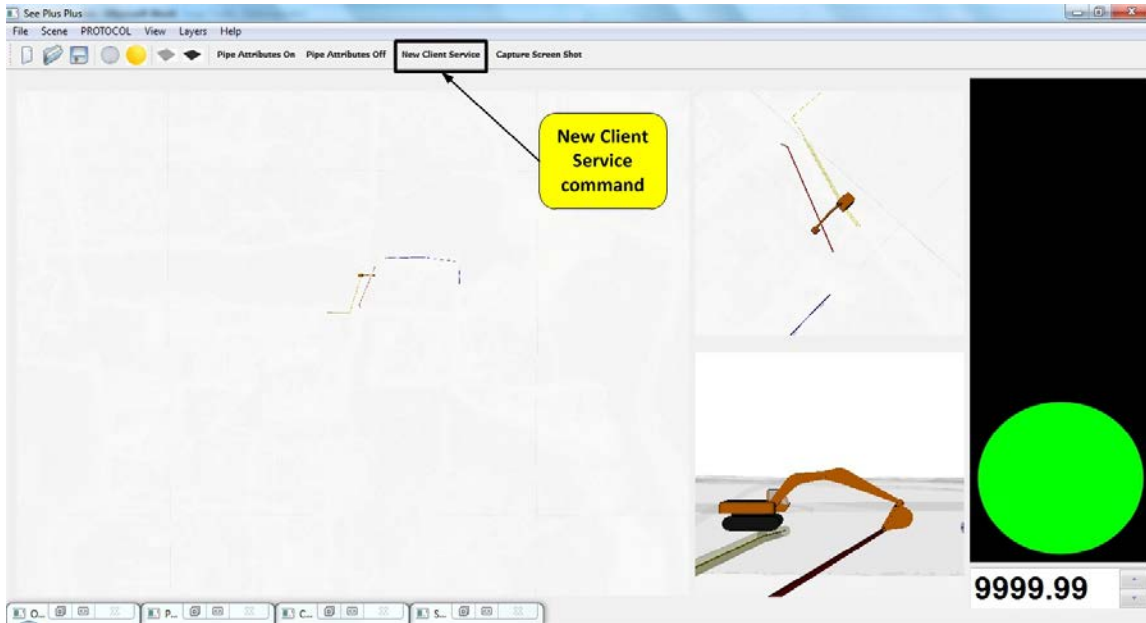 See Plus Plus
File Scene PROTOCOL View Layers Help
Pipe Attributes On Pipe Attributes Off New Client Service Capture Screen Shot
New Client
Service
command
9999.99
O... P... C... S...